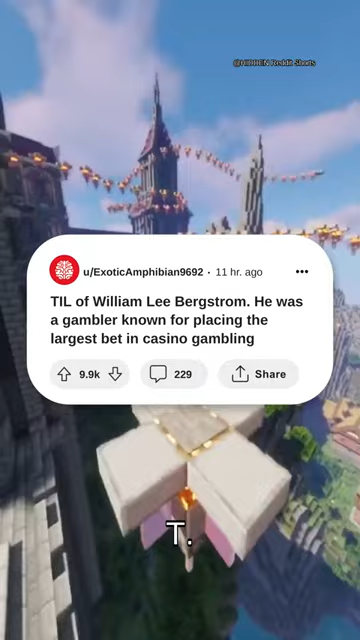 @HIDDEN Reddit Shorts
u/ExoticAmphibian9692 · 11 hr. ago •••
TIL of William Lee Bergstrom. He was
a gambler known for placing the
largest bet in casino gambling
9.9k 229 Share
T.